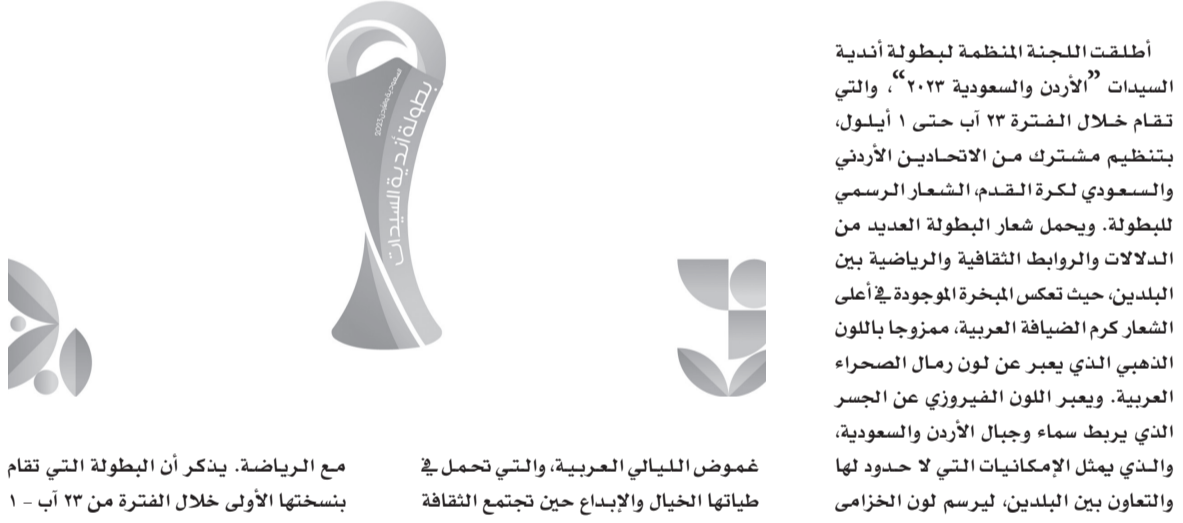 أطلقت اللجنة المنظمة لبطولة أندية
السيدات ”الأردن والسعودية ٢٠٢٣“، والتي
تقام خلال الفترة ٢٣ آب حتى ١ أيلول،
بتنظيم مشترك من الاتحادين الأردني
والسعودي لكرة القدم، الشعار الرسمي
للبطولة. ويحمل شعار البطولة العديد من
الدلالات والروابط الثقافية والرياضية بين
البلدين، حيث تعكس المبخرة الموجودة في أعلى
الشعار كرم الضيافة العربية، ممزوجا باللون
الذهبي الذي يعبر عن لون رمال الصحراء
العربية. ويعبر اللون الفيروزي عن الجسر
الذي يربط سماء وجبال الأردن والسعودية،
والذي يمثل الإمكانيات التي لا حدود لها
والتعاون بين البلدين، ليرسم لون الخزامى
بطولة أندية السيدات
غموض الليالي العربية، والتي تحمل في
طياتها الخيال والإبداع حين تجتمع الثقافة
مع الرياضة. يذكر أن البطولة التي تقام
بنسختها الأولى خلال الفترة من ٢٣ آب - ١